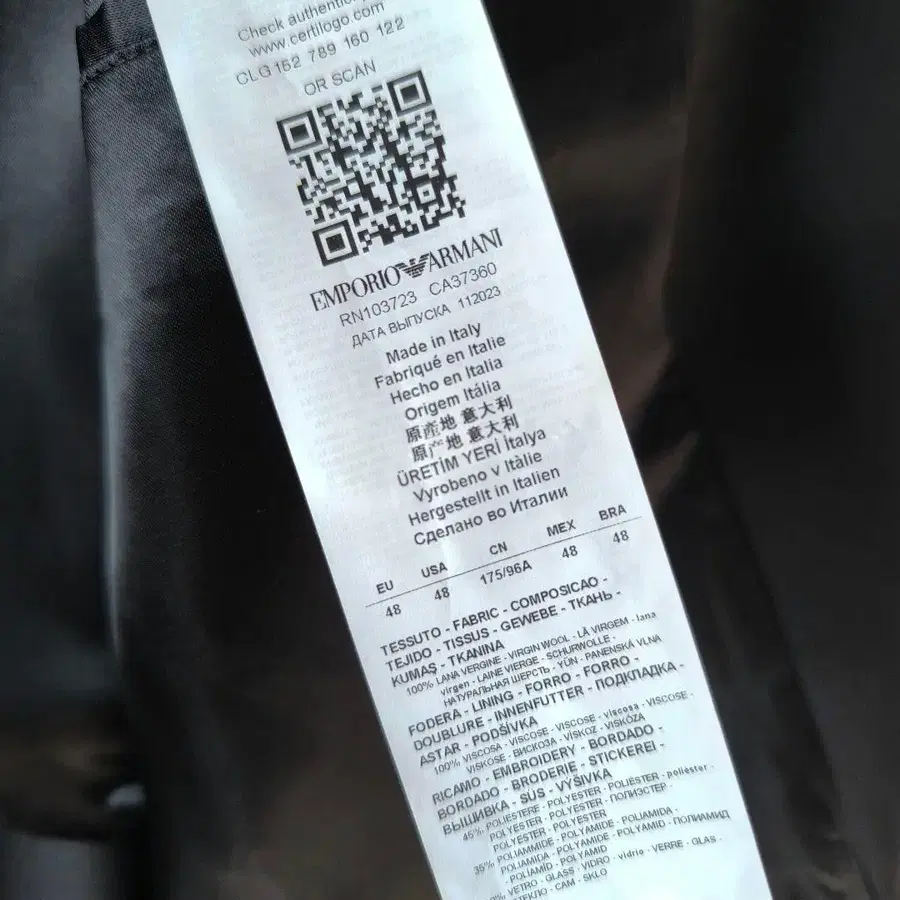 Check authentic
www.certilogo.com
CLG 152 789 160 122
OR SCAN
EMPORIO ARMANI
RN103723 CA37360
ДАТА ВЫПУСКА 112023
Made in Italy
Fabriqué en Italie
Hecho en Italia
Origem Itália
原產地 意大利
原产地 意大利
ÜRETİM YERİ İtalya
Vyrobeno v Itàlie
Hergestellt in Italien
Сделано во Италии
EU USA CN MEX BRA
48 48 175/96A 48 48
TESSUTO - FABRIC - COMPOSICAO -
TEJIDO - TISSUS - GEWEBE - ТКАНЬ -
KUMAŞ - TKANINA
100% LANA VERGINE - VIRGIN WOOL - LÃ VIRGEM - lana
virgen - LAINE VIERGE - SCHURWOLLE -
НАТУРАЛЬНАЯ ШЕРСТЬ - YÜN - PANENSKÁ VLNA
FODERA - LINING - FORRO - FORRO -
DOUBLURE - INNENFUTTER - ПОДКЛАДКА -
ASTAR - PODŠÍVKA
100% VISCOSA - VISCOSE - VISCOSE - viscosa - VISCOSE -
VISKOSE - ВИСКОЗА - VİSKOZ - VISKÓZA
RICAMO - EMBROIDERY - BORDADO -
BORDADO - BRODERIE - STICKEREI -
ВЫШИВКА - SÜS - VÝŠIVKA
45% POLIESTERE - POLYESTER - POLIÉSTER - poliéster -
POLYESTER - POLYESTER - ПОЛИЭСТЕР -
POLYESTER - POLYESTER
35% POLIAMMIDE - POLYAMIDE - POLIAMIDA -
POLIAMIDA - POLYAMIDE - POLYAMID - ПОЛИАМИД
- POLİAMİD - POLYAMID
VETRO - GLASS - VIDRO - vidrio - VERRE - GLAS -
СТЕКЛО - CAM - SKLO